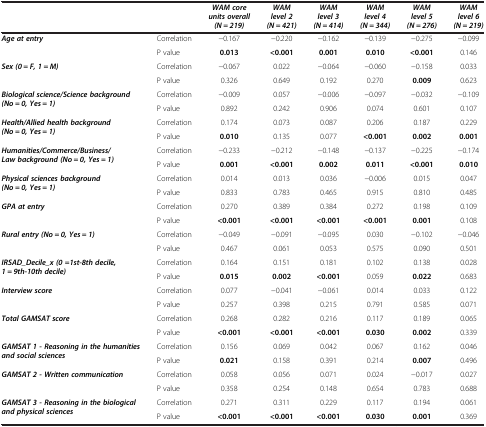 WAM core units overall (N = 219) WAM level 2 (N = 421) WAM level 3 (N = 414) WAM level 4 (N = 344) WAM level 5 (N = 276) WAM level 6 (N = 219)
Age at entry Correlation −0.167 −0.220 −0.162 −0.139 −0.275 −0.099
P value 0.013 <0.001 0.001 0.010 <0.001 0.146
Sex (0 = F, 1 = M) Correlation −0.067 0.022 −0.064 −0.060 −0.158 0.033
P value 0.326 0.649 0.192 0.270 0.009 0.623
Biological science/Science background (No = 0, Yes = 1) Correlation −0.009 0.057 −0.006 −0.097 −0.032 −0.109
P value 0.892 0.242 0.906 0.074 0.601 0.107
Health/Allied health background (No = 0, Yes = 1) Correlation 0.174 0.073 0.087 0.206 0.187 0.229
P value 0.010 0.135 0.077 <0.001 0.002 0.001
Humanities/Commerce/Business/ Law background (No = 0, Yes = 1) Correlation −0.233 −0.212 −0.148 −0.137 −0.225 −0.174
P value 0.001 <0.001 0.002 0.011 <0.001 0.010
Physical sciences background (No = 0, Yes = 1) Correlation 0.014 0.013 0.036 −0.006 0.015 0.047
P value 0.833 0.783 0.465 0.915 0.810 0.485
GPA at entry Correlation 0.270 0.389 0.384 0.272 0.198 0.109
P value <0.001 <0.001 <0.001 <0.001 0.001 0.108
Rural entry (No = 0, Yes = 1) Correlation −0.049 −0.091 −0.095 0.030 −0.102 −0.046
P value 0.467 0.061 0.053 0.575 0.090 0.501
IRSAD_Decile_x (0 =1st-8th decile, 1 = 9th-10th decile) Correlation 0.164 0.151 0.181 0.102 0.138 0.028
P value 0.015 0.002 <0.001 0.059 0.022 0.683
Interview score Correlation 0.077 −0.041 −0.061 0.014 0.033 0.122
P value 0.257 0.398 0.215 0.791 0.585 0.071
Total GAMSAT score Correlation 0.268 0.282 0.216 0.117 0.189 0.065
P value <0.001 <0.001 <0.001 0.030 0.002 0.339
GAMSAT 1 - Reasoning in the humanities and social sciences Correlation 0.156 0.069 0.042 0.067 0.162 0.046
P value 0.021 0.158 0.391 0.214 0.007 0.496
GAMSAT 2 - Written communication Correlation 0.058 0.056 0.071 0.024 −0.017 0.027
P value 0.358 0.254 0.148 0.654 0.783 0.688
GAMSAT 3 - Reasoning in the biological and physical sciences Correlation 0.271 0.311 0.229 0.117 0.194 0.061
P value <0.001 <0.001 <0.001 0.030 0.001 0.369